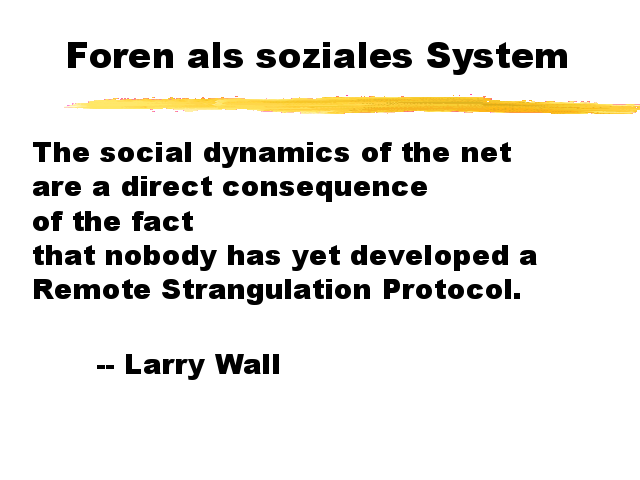 Foren als soziales System
The social dynamics of the net
are a direct consequence
of the fact
that nobody has yet developed a
Remote Strangulation Protocol.
-- Larry Wall